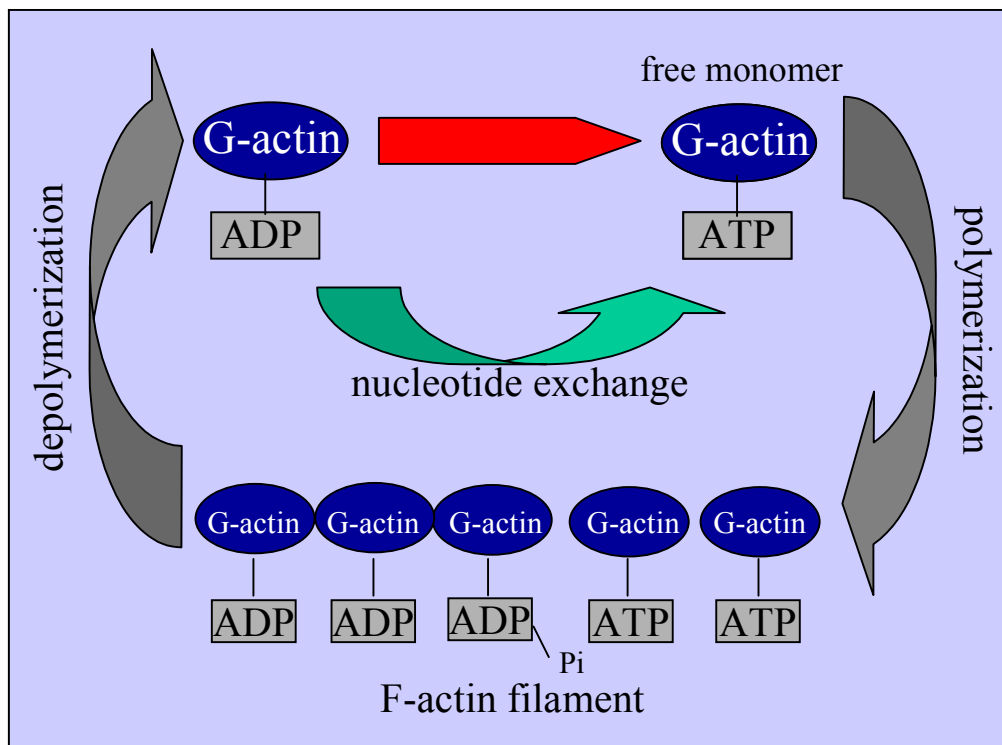 free monomer
G-actin
G-actin
ADP
ATP
depolymerization
polymerization
nucleotide exchange
G-actin G-actin G-actin G-actin G-actin
ADP ADP ADP ATP ATP
Pi
F-actin filament